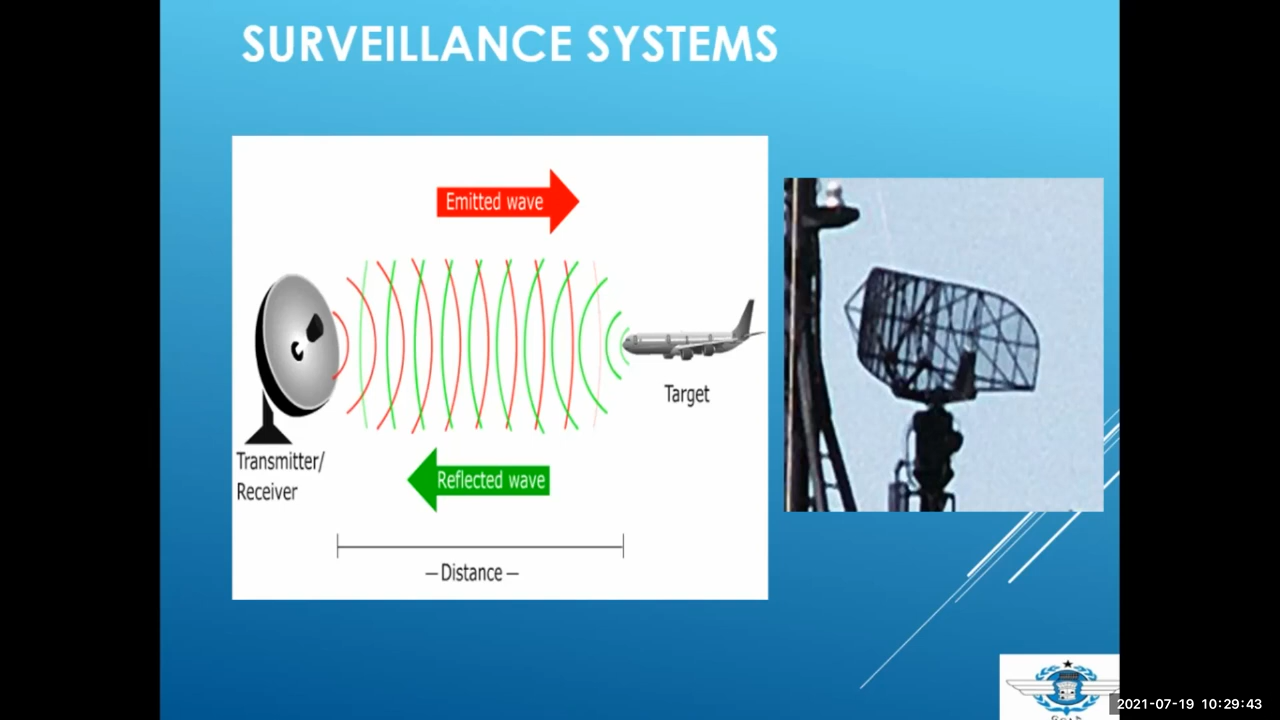 SURVEILLANCE SYSTEMS
Emitted wave
Target
Transmitter/
Receiver
Reflected wave
– Distance –
2021-07-19 10:29:43